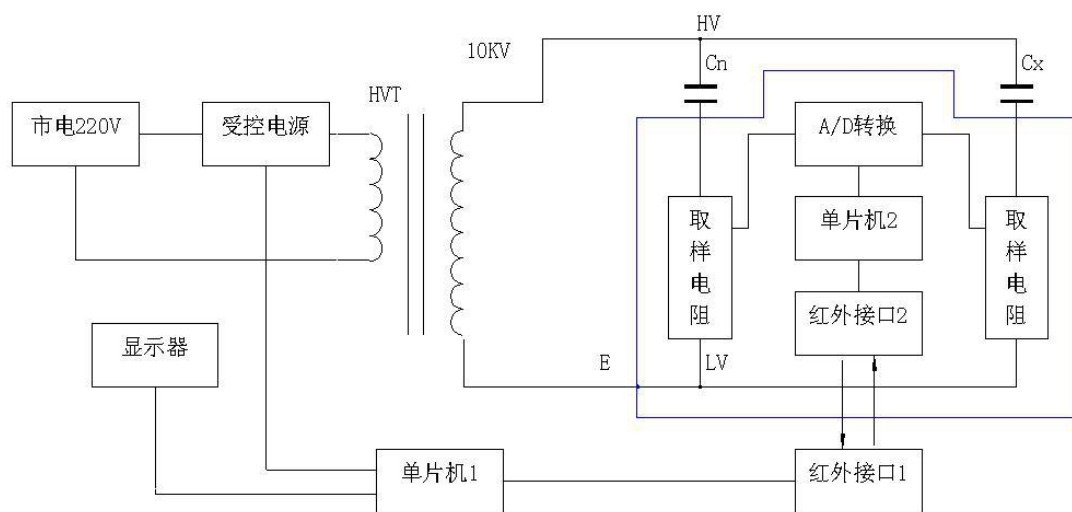 HV
10KV
Cn
Cx
HVT
市电220V
受控电源
A/D转换
取样电阻
单片机2
取样电阻
红外接口2
显示器
E
LV
单片机1
红外接口1